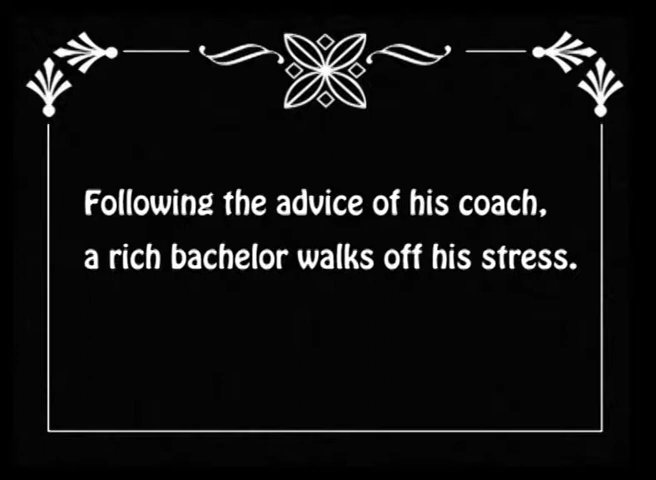 Following the advice of his coach,
a rich bachelor walks off his stress.